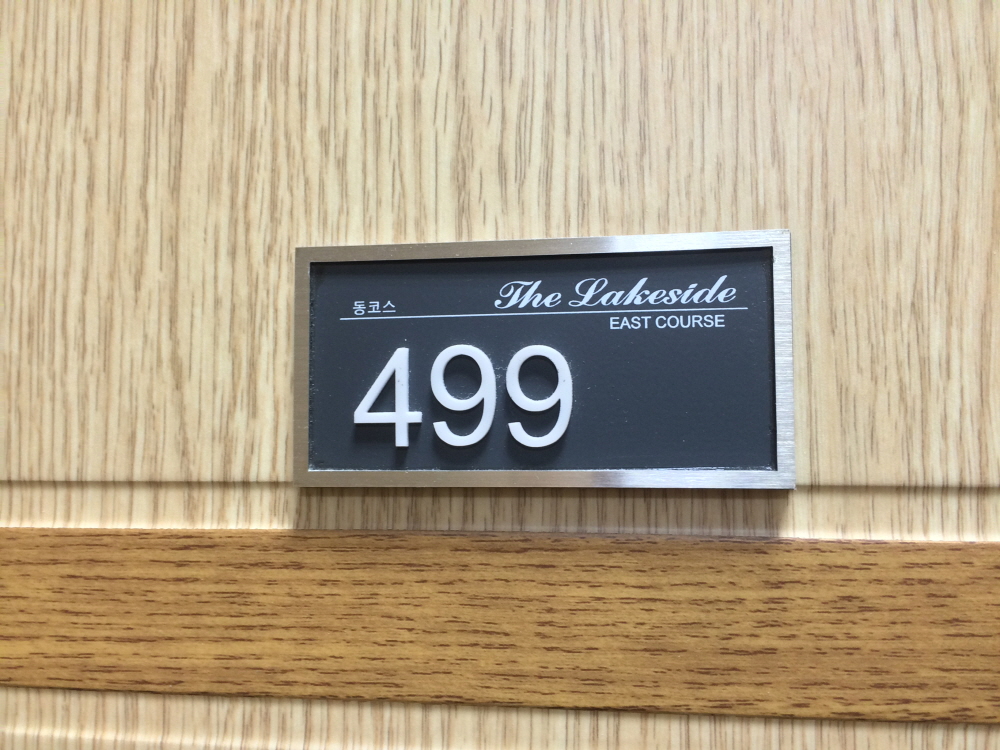 동코스
The Lakeside
EAST COURSE
499